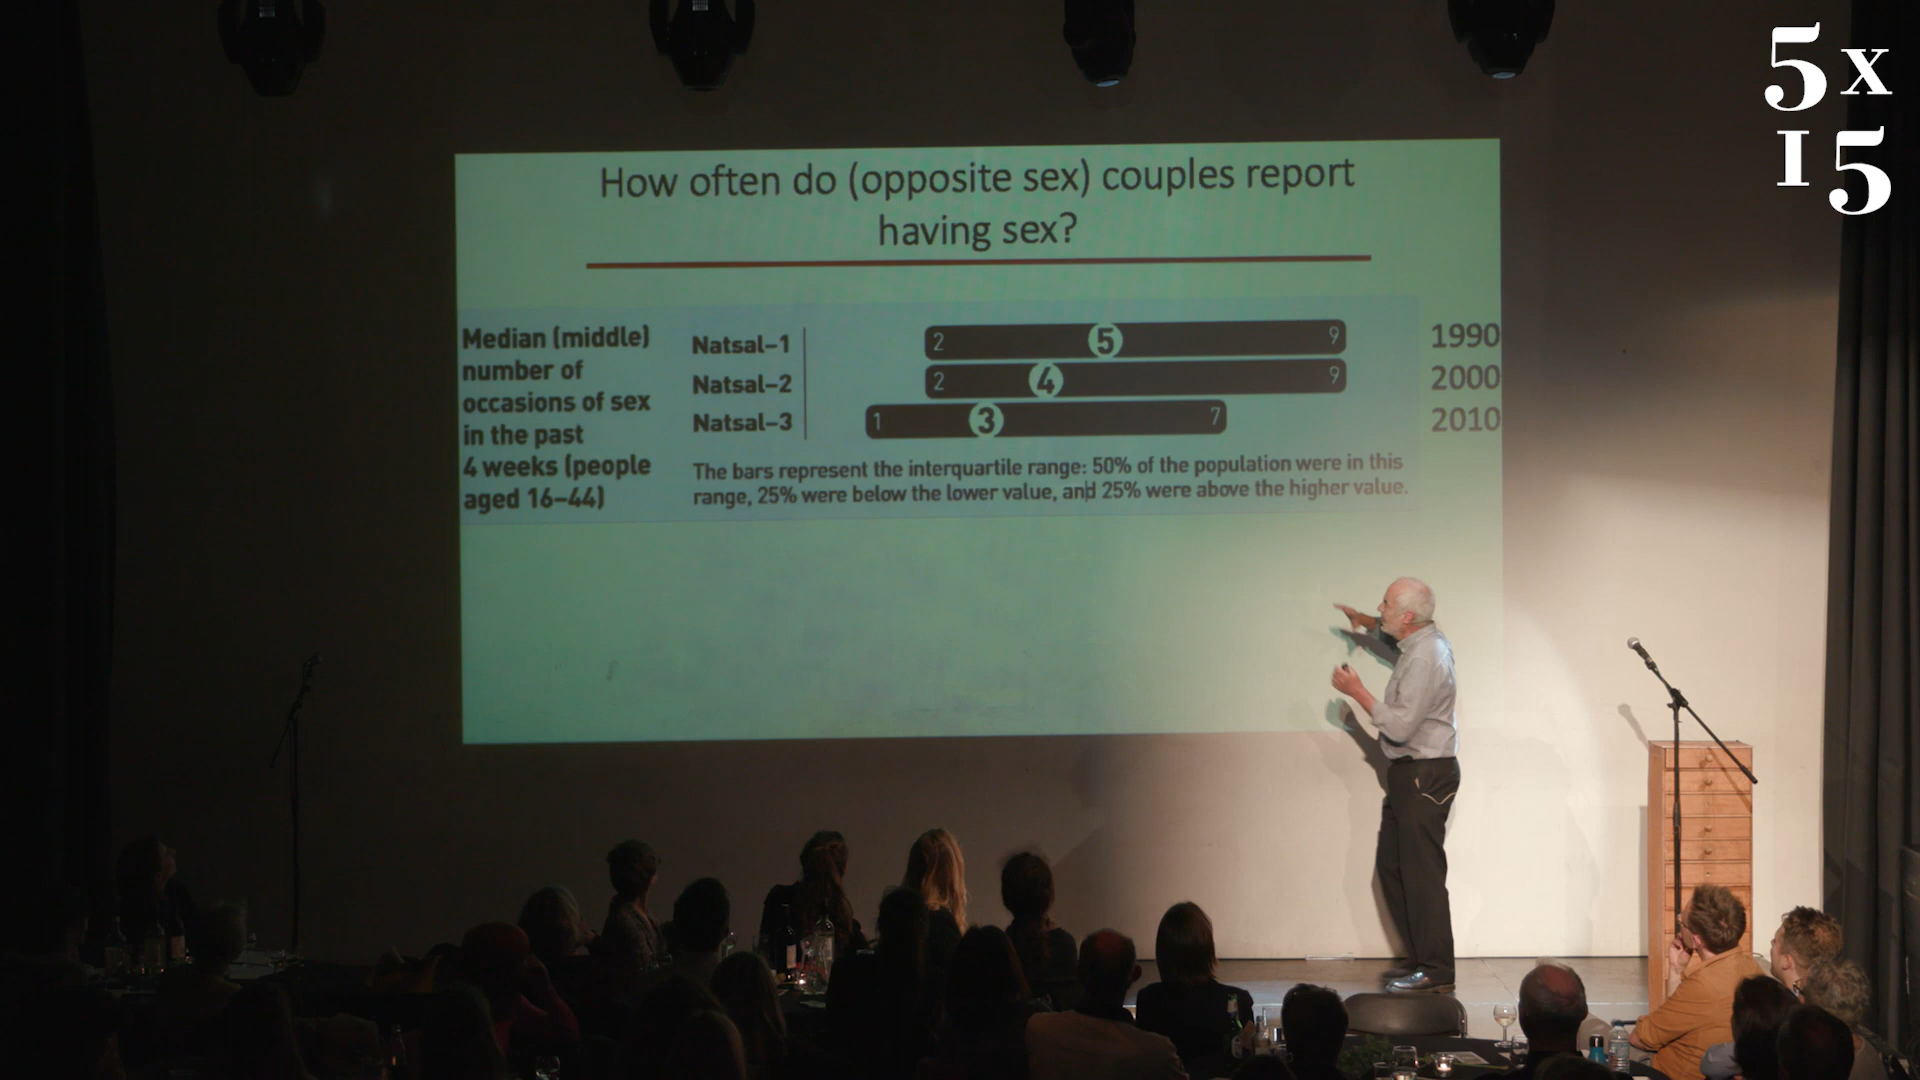 5 x
15
How often do (opposite sex) couples report
having sex?
Median (middle)
number of
occasions of sex
in the past
4 weeks (people
aged 16–44)
Natsal–1
2
5
9
1990
Natsal–2
2
4
9
2000
Natsal–3
1
3
7
2010
The bars represent the interquartile range: 50% of the population were in this
range, 25% were below the lower value, and 25% were above the higher value.